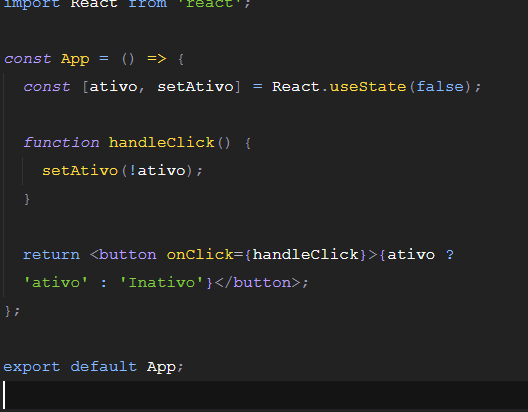 import React from 'react';
const App = () => {
const [ativo, setAtivo] = React.useState(false);
function handleClick() {
setAtivo(!ativo);
}
return <button onClick={handleClick}>{ativo ?
'ativo' : 'Inativo'}</button>;
};
export default App;